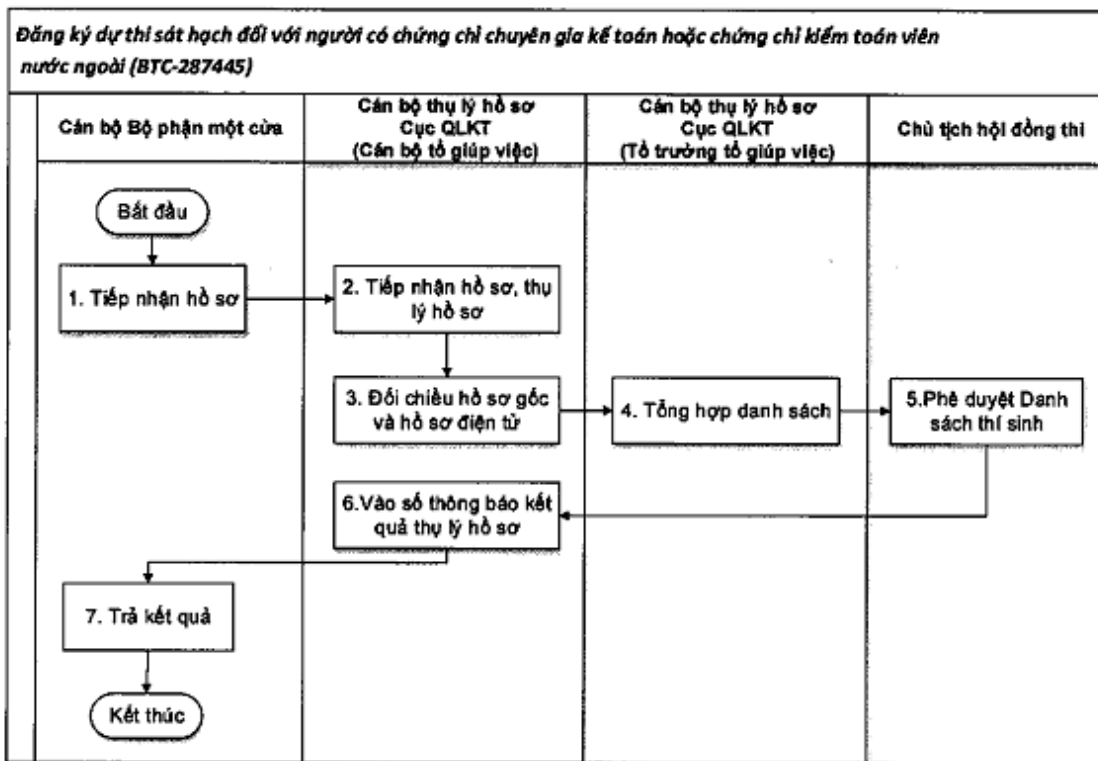 Đăng ký dự thi sát hạch đối với người có chứng chỉ chuyên gia kế toán hoặc chứng chỉ kiểm toán viên
nước ngoài (BTC-287445)
Cán bộ Bộ phận một cửa
Cán bộ thụ lý hồ sơ
Cục QLKT
(Cán bộ tổ giúp việc)
Cán bộ thụ lý hồ sơ
Cục QLKT
(Tổ trưởng tổ giúp việc)
Chủ tịch hội đồng thi
Bắt đầu
1. Tiếp nhận hồ sơ
2. Tiếp nhận hồ sơ, thụ
lý hồ sơ
3. Đối chiếu hồ sơ gốc
và hồ sơ điện tử
4. Tổng hợp danh sách
5.Phê duyệt Danh
sách thí sinh
6.Vào số thông báo kết
quả thụ lý hồ sơ
7. Trả kết quả
Kết thúc